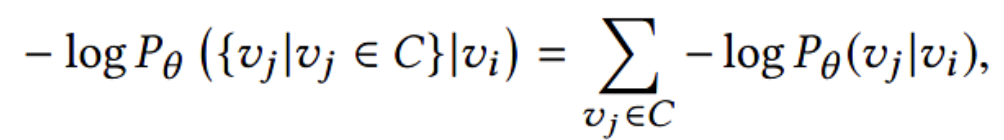 − log P_θ ({v_j|v_j ∈ C}|v_i) = ∑_{v_j∈C} − log P_θ(v_j|v_i),